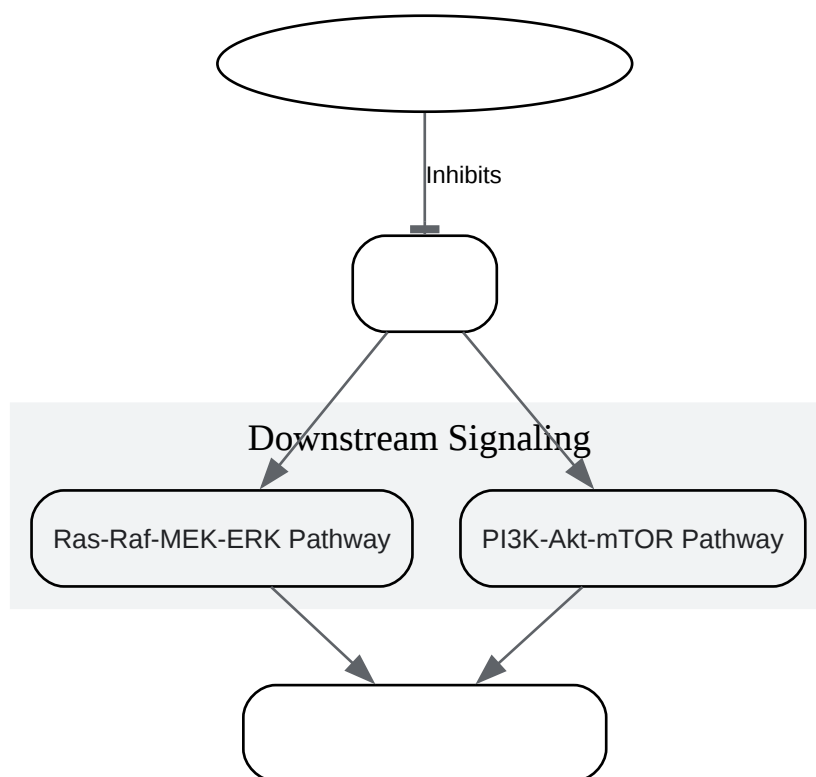 Inhibits
Downstream Signaling
Ras-Raf-MEK-ERK Pathway
PI3K-Akt-mTOR Pathway